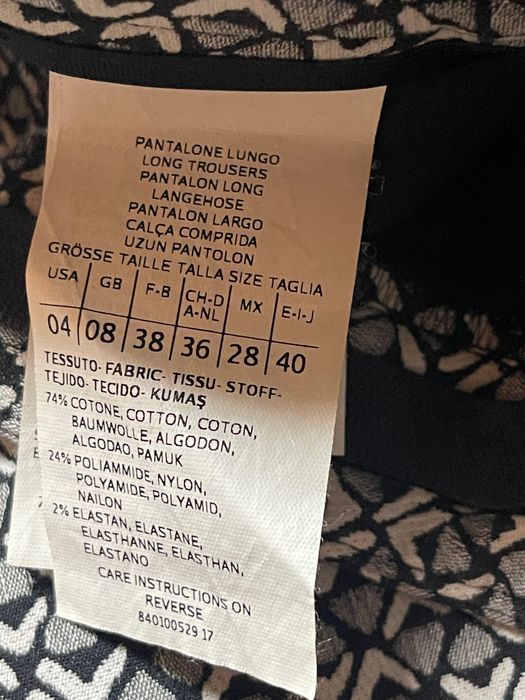 PANTALONE LUNGO
LONG TROUSERS
PANTALON LONG
LANGEHOSE
PANTALON LARGO
CALÇA COMPRIDA
UZUN PANTOLON
GRÖSSE TAILLE TALLA SIZE TAGLIA
USA GB F-B CH-D A-NL MX E-I-J
04 08 38 36 28 40
TESSUTO- FABRIC- TISSU- STOFF-
TEJIDO- TECIDO- KUMAŞ
74% COTONE, COTTON, COTON,
BAUMWOLLE, ALGODON,
ALGODAO, PAMUK
24% POLIAMMIDE, NYLON,
POLYAMIDE, POLYAMID,
NAILON
2% ELASTAN, ELASTANE,
ELASTHANNE, ELASTHAN,
ELASTANO
CARE INSTRUCTIONS ON
REVERSE
840100529 17